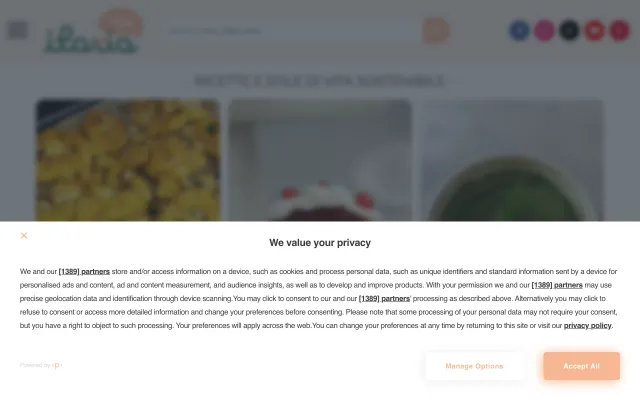 ilaria
RICETTE E STILE DI VITA SOSTENIBILE
We value your privacy
We and our [1389] partners store and/or access information on a device, such as cookies and process personal data, such as unique identifiers and standard information sent by a device for
personalised ads and content, ad and content measurement, and audience insights, as well as to develop and improve products. With your permission we and our [1389] partners may use
precise geolocation data and identification through device scanning.You may click to consent to our and our [1389] partners' processing as described above. Alternatively you may click to
refuse to consent or access more detailed information and change your preferences before consenting. Please note that some processing of your personal data may not require your consent,
but you have a right to object to such processing. Your preferences will apply across the web.You can change your preferences at any time by returning to this site or visit our privacy policy.
Powered by
Manage Options
Accept All